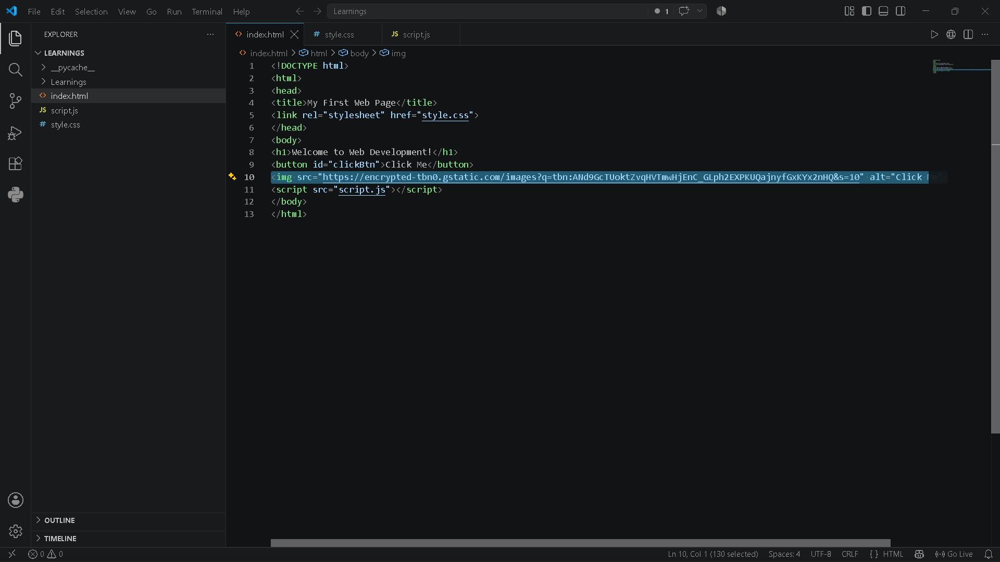 File Edit Selection View Go Run Terminal Help
Learnings
1
EXPLORER
index.html
style.css
script.js
LEARNINGS
__pycache__
Learnings
index.html
script.js
style.css
index.html html body img
1 <!DOCTYPE html>
2 <html>
3 <head>
4 <title>My First Web Page</title>
5 <link rel="stylesheet" href="style.css">
6 </head>
7 <body>
8 <h1>Welcome to Web Development!</h1>
9 <button id="clickBtn">Click Me</button>
10 <img src="https://encrypted-tbn0.gstatic.com/images?q=tbn:ANd9GcTUoktZvqHVTmwHjEnC_GLph2EXPKUQajnyfGxKYx2nHQ&s=10" alt="Click Me"
11 <script src="script.js"></script>
12 </body>
13 </html>
OUTLINE
TIMELINE
0 0
Ln 10, Col 1 (130 selected) Spaces: 4 UTF-8 CRLF { } HTML Go Live